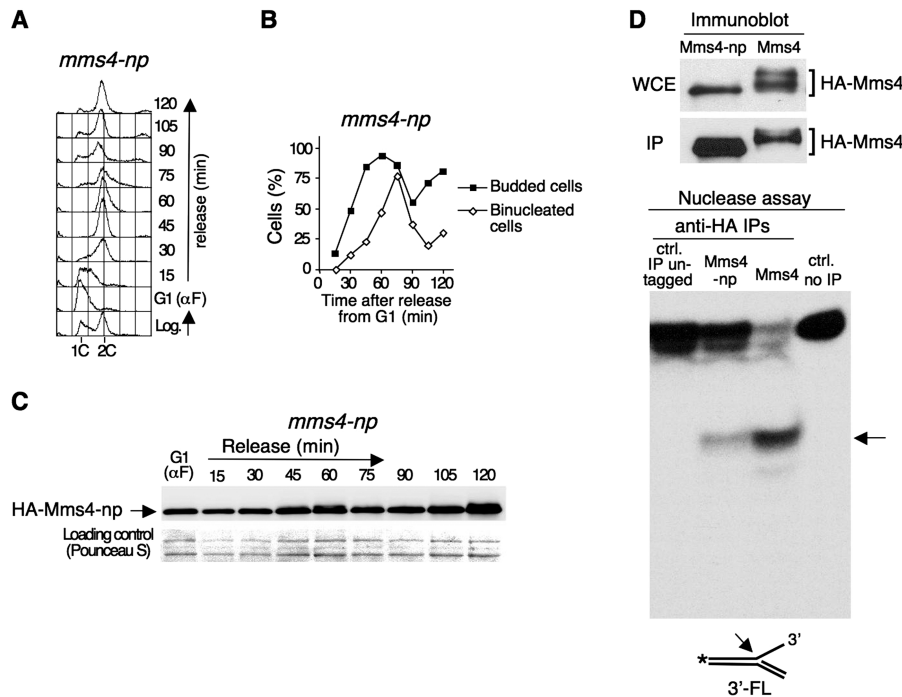 A
mms4-np
120
105
90
75
60
45
30
15
G1 (αF)
Log.
release (min)
1C 2C
B
mms4-np
Cells (%)
100
75
50
25
0
0 30 60 90 120
Time after release
from G1 (min)
Budded cells
Binucleated
cells
C
mms4-np
Release (min)
G1
(αF) 15 30 45 60 75 90 105 120
HA-Mms4-np
Loading control
(Pounceau S)
D
Immunoblot
Mms4-np Mms4
WCE HA-Mms4
IP HA-Mms4
Nuclease assay
anti-HA IPs
ctrl.
IP un-
tagged
Mms4
-np
Mms4
ctrl.
no IP
3'
*
3'-FL